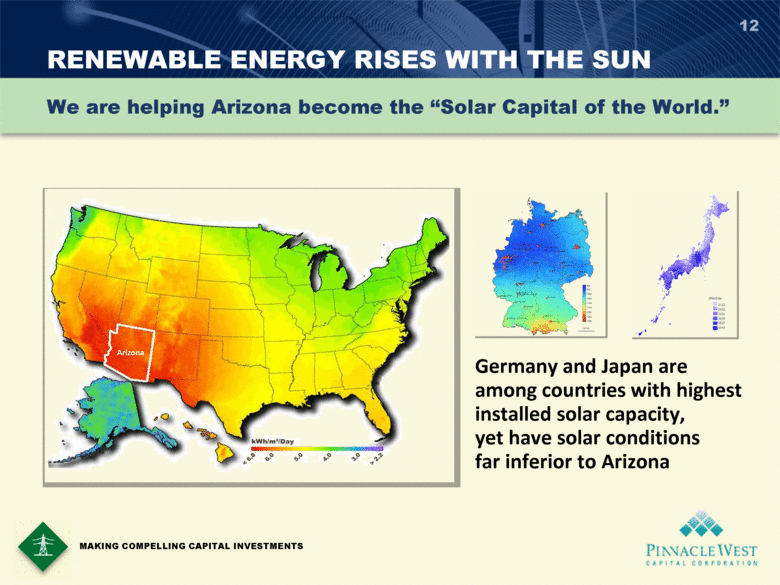 12
RENEWABLE ENERGY RISES WITH THE SUN
We are helping Arizona become the “Solar Capital of the World.”
Arizona
kWh/m²/Day
< 6.8 6.0 5.0 4.0 3.0 > 2.2
Germany and Japan are
among countries with highest
installed solar capacity,
yet have solar conditions
far inferior to Arizona
MAKING COMPELLING CAPITAL INVESTMENTS
PINNACLE WEST
CAPITAL CORPORATION